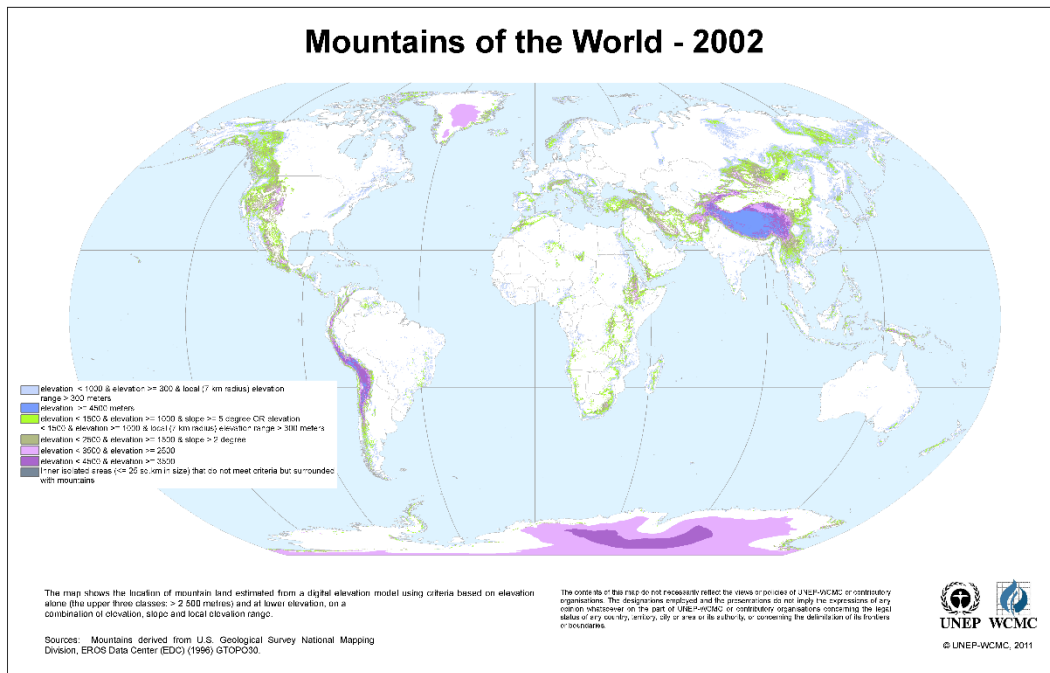 Mountains of the World - 2002
elevation < 1000 & elevation >= 300 & local (7 km radius) elevation
range > 300 meters
elevation >= 4500 meters
elevation < 1500 & elevation >= 1000 & slope >= 5 degree OR elevation
< 1500 & elevation >= 1000 & local (7 km radius) elevation range > 300 meters
elevation < 2500 & elevation >= 1500 & slope > 2 degree
elevation < 3500 & elevation >= 2500
elevation < 4500 & elevation >= 3500
Inner isolated areas (<= 25 sq.km in size) that do not meet criteria but surrounded
with mountains
The map shows the location of mountain land estimated from a digital elevation model using criteria based on elevation
alone (the upper three classes: > 2 500 metres) and at lower elevation, on a
combination of elevation, slope and local elevation range.
Sources: Mountains derived from U.S. Geological Survey National Mapping
Division, EROS Data Center (EDC) (1996) GTOPO30.
The contents of this map do not necessarily reflect the views or policies of UNEP-WCMC or contributory
organisations. The designations employed and the presentations do not imply the expressions of any
opinion whatsoever on the part of UNEP-WCMC or contributory organisations concerning the legal
status of any country, territory, city or area or its authority, or concerning the delimitation of its frontiers
or boundaries.
UNEP WCMC
© UNEP-WCMC, 2011